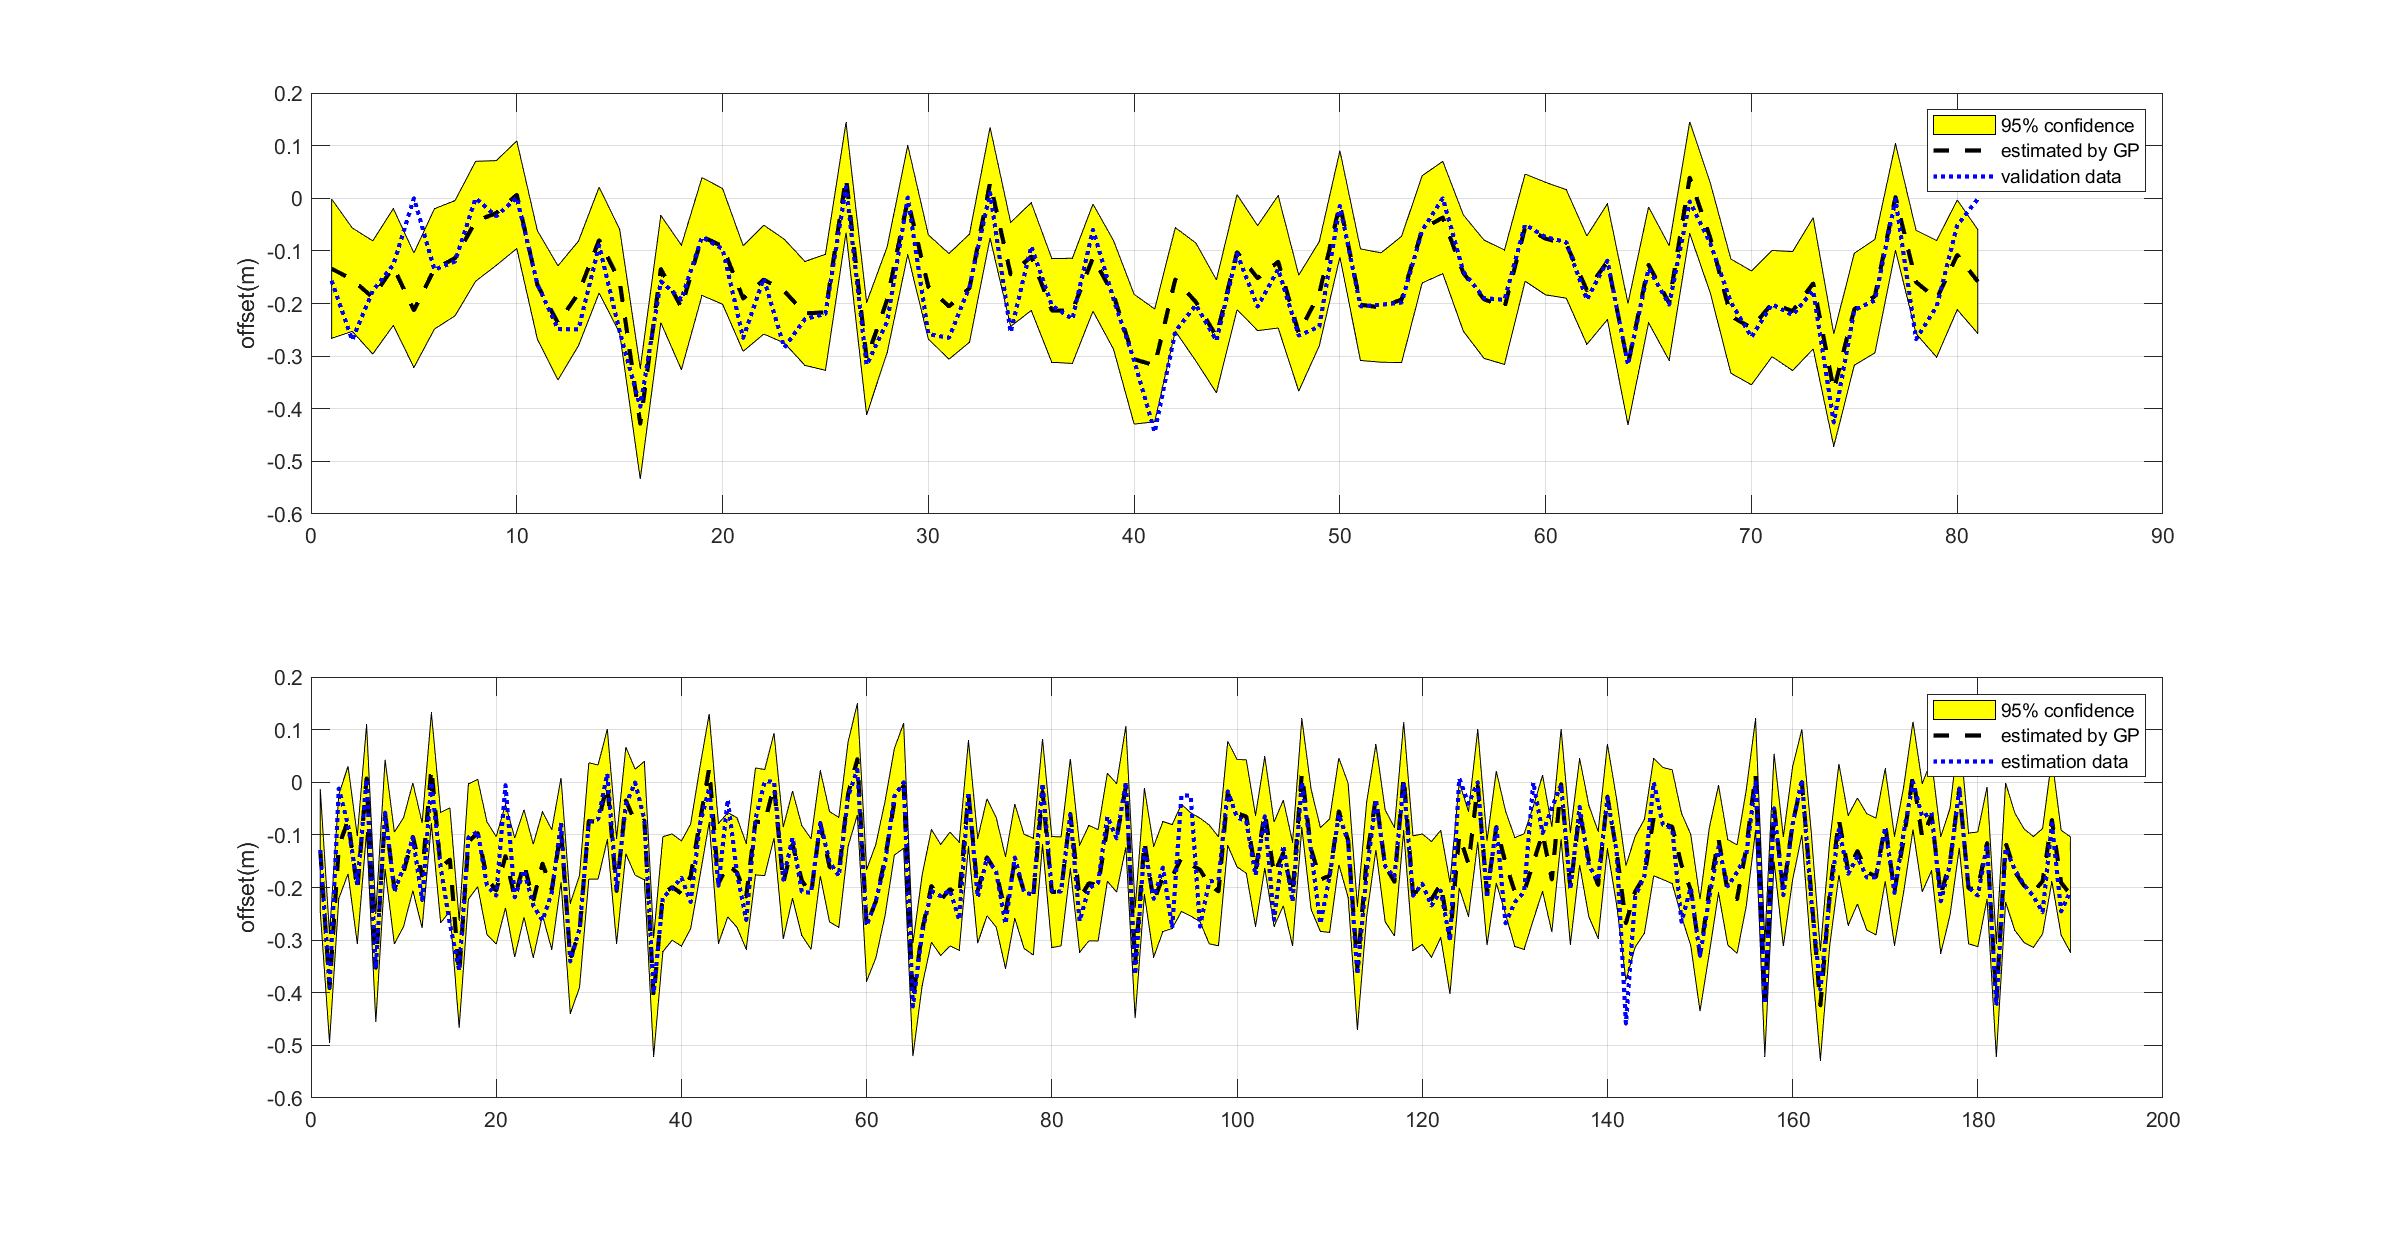 0.2
0.1
0
-0.1
-0.2
-0.3
-0.4
-0.5
-0.6
offset(m)
95% confidence
estimated by GP
validation data
0 10 20 30 40 50 60 70 80 90
0.2
0.1
0
-0.1
-0.2
-0.3
-0.4
-0.5
-0.6
offset(m)
95% confidence
estimated by GP
estimation data
0 20 40 60 80 100 120 140 160 180 200